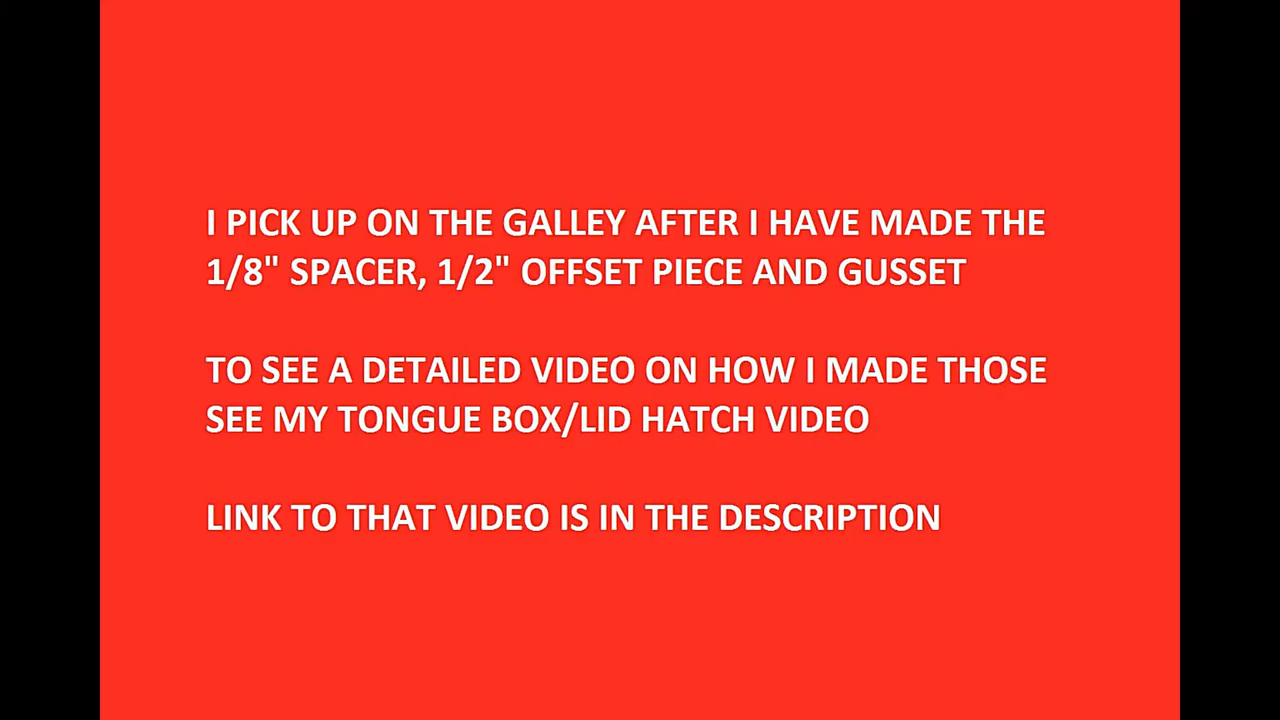 I PICK UP ON THE GALLEY AFTER I HAVE MADE THE
1/8" SPACER, 1/2" OFFSET PIECE AND GUSSET
TO SEE A DETAILED VIDEO ON HOW I MADE THOSE
SEE MY TONGUE BOX/LID HATCH VIDEO
LINK TO THAT VIDEO IS IN THE DESCRIPTION